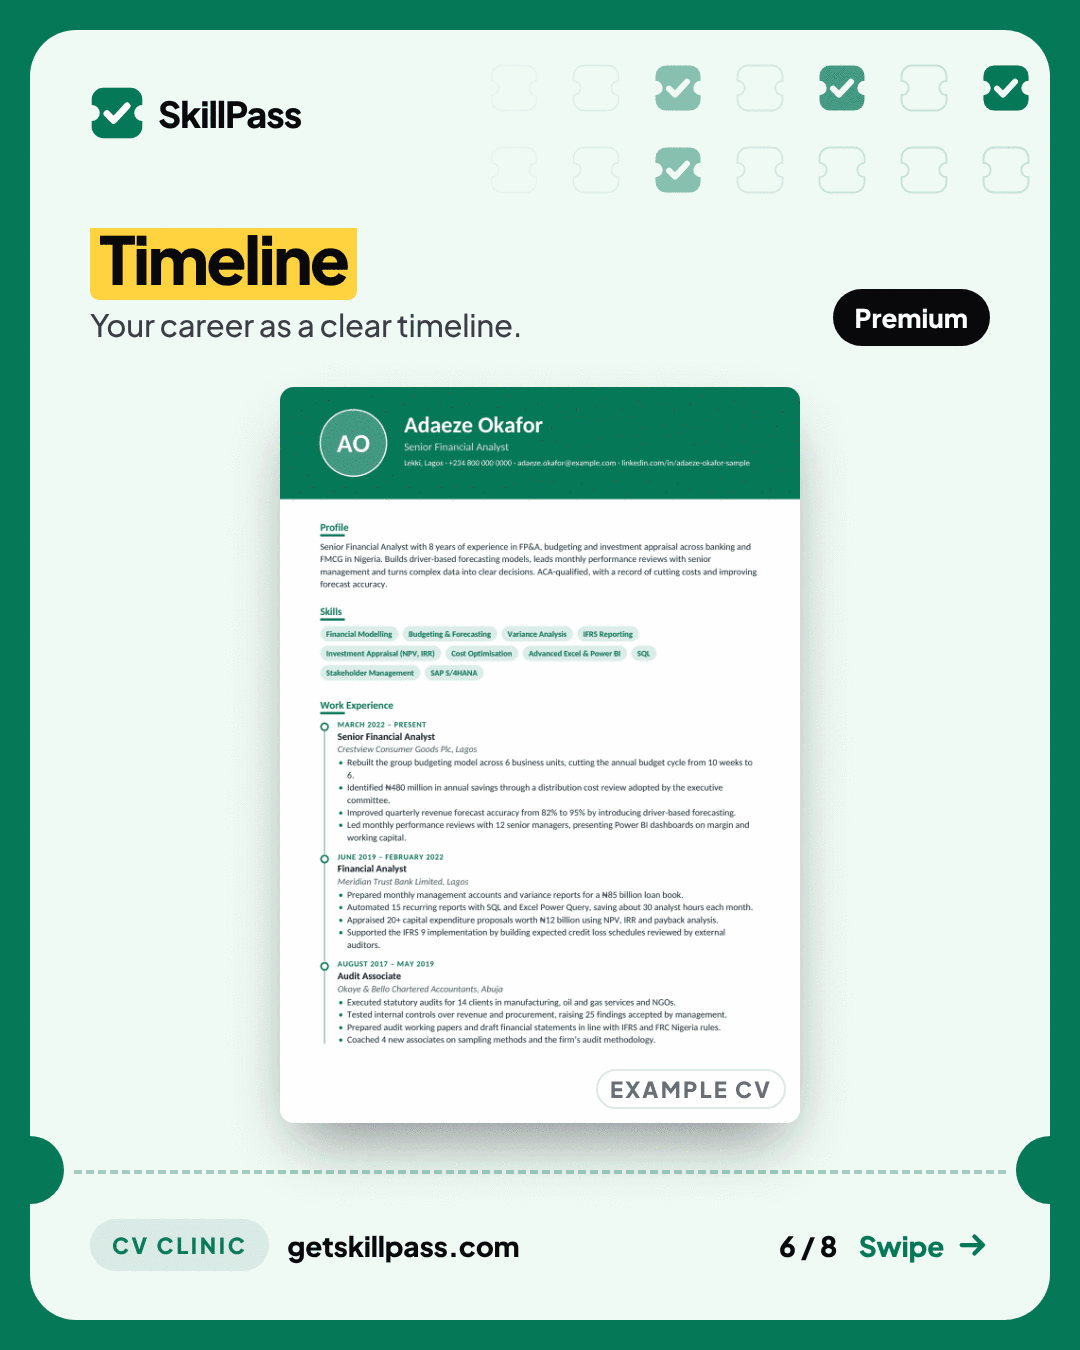 SkillPass
Timeline
Your career as a clear timeline.
Premium
AO
Adaeze Okafor
Senior Financial Analyst
Lekki, Lagos · +234 800 000 0000 · adaeze.okafor@example.com · linkedin.com/in/adaeze-okafor-sample
Profile
Senior Financial Analyst with 8 years of experience in FP&A, budgeting and investment appraisal across banking and
FMCG in Nigeria. Builds driver-based forecasting models, leads monthly performance reviews with senior
management and turns complex data into clear decisions. ACA-qualified, with a record of cutting costs and improving
forecast accuracy.
Skills
Financial Modelling Budgeting & Forecasting Variance Analysis IFRS Reporting
Investment Appraisal (NPV, IRR) Cost Optimisation Advanced Excel & Power BI SQL
Stakeholder Management SAP S/4HANA
Work Experience
MARCH 2022 – PRESENT
Senior Financial Analyst
Crestview Consumer Goods Plc, Lagos
• Rebuilt the group budgeting model across 6 business units, cutting the annual budget cycle from 10 weeks to
6.
• Identified ₦480 million in annual savings through a distribution cost review adopted by the executive
committee.
• Improved quarterly revenue forecast accuracy from 82% to 95% by introducing driver-based forecasting.
• Led monthly performance reviews with 12 senior managers, presenting Power BI dashboards on margin and
working capital.
JUNE 2019 – FEBRUARY 2022
Financial Analyst
Meridian Trust Bank Limited, Lagos
• Prepared monthly management accounts and variance reports for a ₦85 billion loan book.
• Automated 15 recurring reports with SQL and Excel Power Query, saving about 30 analyst hours each month.
• Appraised 20+ capital expenditure proposals worth ₦12 billion using NPV, IRR and payback analysis.
• Supported the IFRS 9 implementation by building expected credit loss schedules reviewed by external
auditors.
AUGUST 2017 – MAY 2019
Audit Associate
Okoye & Bello Chartered Accountants, Abuja
• Executed statutory audits for 14 clients in manufacturing, oil and gas services and NGOs.
• Tested internal controls over revenue and procurement, raising 25 findings accepted by management.
• Prepared audit working papers and draft financial statements in line with IFRS and FRC Nigeria rules.
• Coached 4 new associates on sampling methods and the firm's audit methodology.
EXAMPLE CV
CV CLINIC getskillpass.com 6 / 8 Swipe →